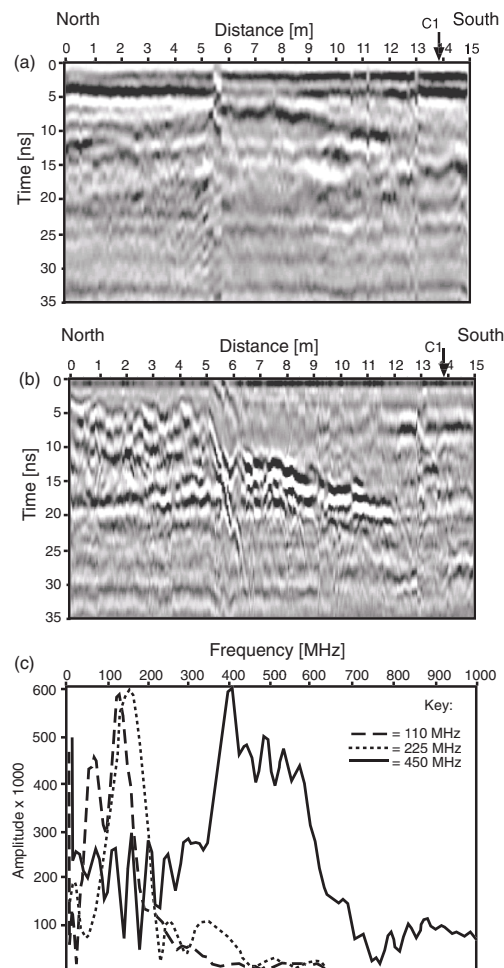 North South
C1
Distance [m]
(a)
0 1 2 3 4 5 6 7 8 9 10 11 12 13 14 15
Time [ns]
0
5
10
15
20
25
30
35
North South
C1
Distance [m]
(b)
0 1 2 3 4 5 6 7 8 9 10 11 12 13 14 15
Time [ns]
0
5
10
15
20
25
30
35
(c)
Frequency [MHz]
0 100 200 300 400 500 600 700 800 900 1000
Amplitude x 1000
600
500
300
200
100
Key:
= 110 MHz
= 225 MHz
= 450 MHz